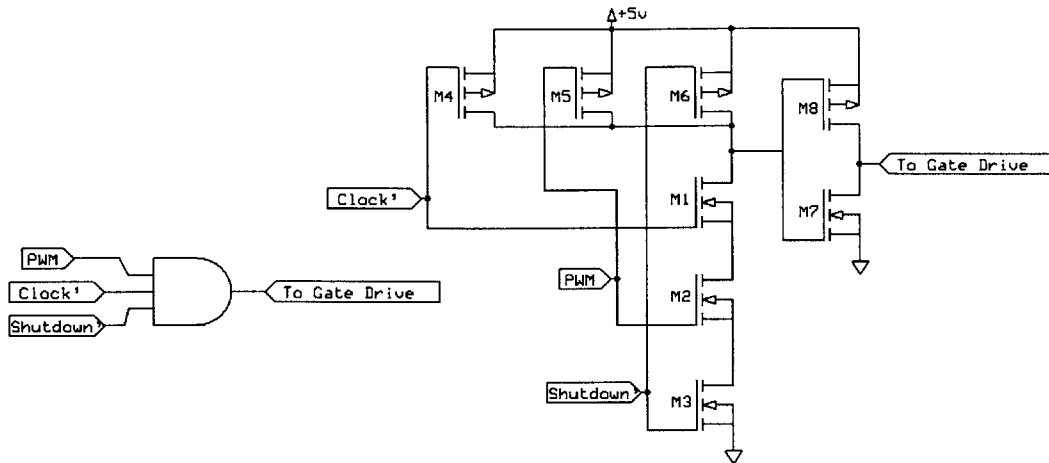 +5v
M4
M5
M6
M8
To Gate Drive
Clock'
M1
M7
PWM
PWM
M2
Clock'
To Gate Drive
Shutdown'
Shutdown'
M3